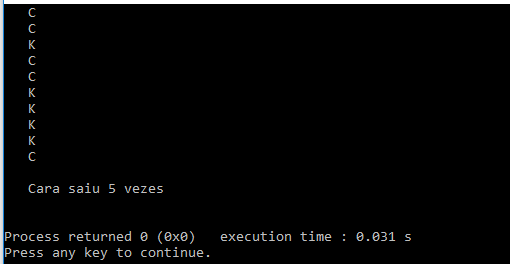 C
C
K
C
C
K
K
K
K
C
Cara saiu 5 vezes
Process returned 0 (0x0)   execution time : 0.031 s
Press any key to continue.